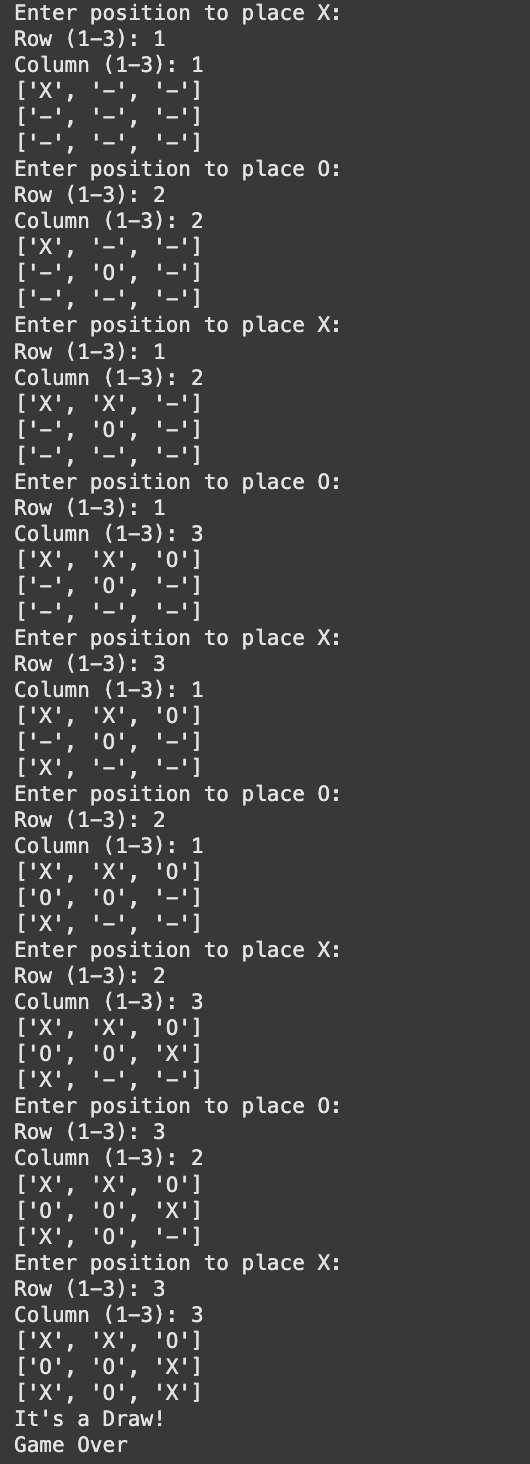 Enter position to place X:
Row (1-3): 1
Column (1-3): 1
['X', '-', '-']
['-', '-', '-']
['-', '-', '-']
Enter position to place O:
Row (1-3): 2
Column (1-3): 2
['X', '-', '-']
['-', 'O', '-']
['-', '-', '-']
Enter position to place X:
Row (1-3): 1
Column (1-3): 2
['X', 'X', '-']
['-', 'O', '-']
['-', '-', '-']
Enter position to place O:
Row (1-3): 1
Column (1-3): 3
['X', 'X', 'O']
['-', 'O', '-']
['-', '-', '-']
Enter position to place X:
Row (1-3): 3
Column (1-3): 1
['X', 'X', 'O']
['-', 'O', '-']
['X', '-', '-']
Enter position to place O:
Row (1-3): 2
Column (1-3): 1
['X', 'X', 'O']
['O', 'O', '-']
['X', '-', '-']
Enter position to place X:
Row (1-3): 2
Column (1-3): 3
['X', 'X', 'O']
['O', 'O', 'X']
['X', '-', '-']
Enter position to place O:
Row (1-3): 3
Column (1-3): 2
['X', 'X', 'O']
['O', 'O', 'X']
['X', 'O', '-']
Enter position to place X:
Row (1-3): 3
Column (1-3): 3
['X', 'X', 'O']
['O', 'O', 'X']
['X', 'O', 'X']
It's a Draw!
Game Over